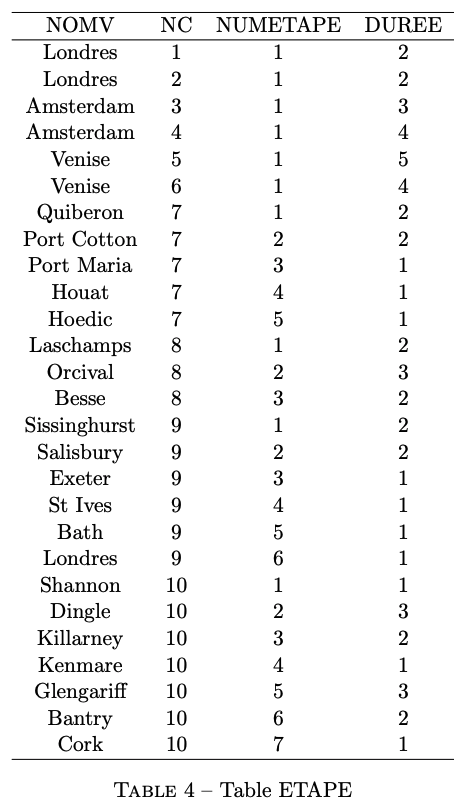 NOMV NC NUMETAPE DUREE
Londres 1 1 2
Londres 2 1 2
Amsterdam 3 1 3
Amsterdam 4 1 4
Venise 5 1 5
Venise 6 1 4
Quiberon 7 1 2
Port Cotton 7 2 2
Port Maria 7 3 1
Houat 7 4 1
Hoedic 7 5 1
Laschamps 8 1 2
Orcival 8 2 3
Besse 8 3 2
Sissinghurst 9 1 2
Salisbury 9 2 2
Exeter 9 3 1
St Ives 9 4 1
Bath 9 5 1
Londres 9 6 1
Shannon 10 1 1
Dingle 10 2 3
Killarney 10 3 2
Kenmare 10 4 1
Glengariff 10 5 3
Bantry 10 6 2
Cork 10 7 1
TABLE 4 – Table ETAPE